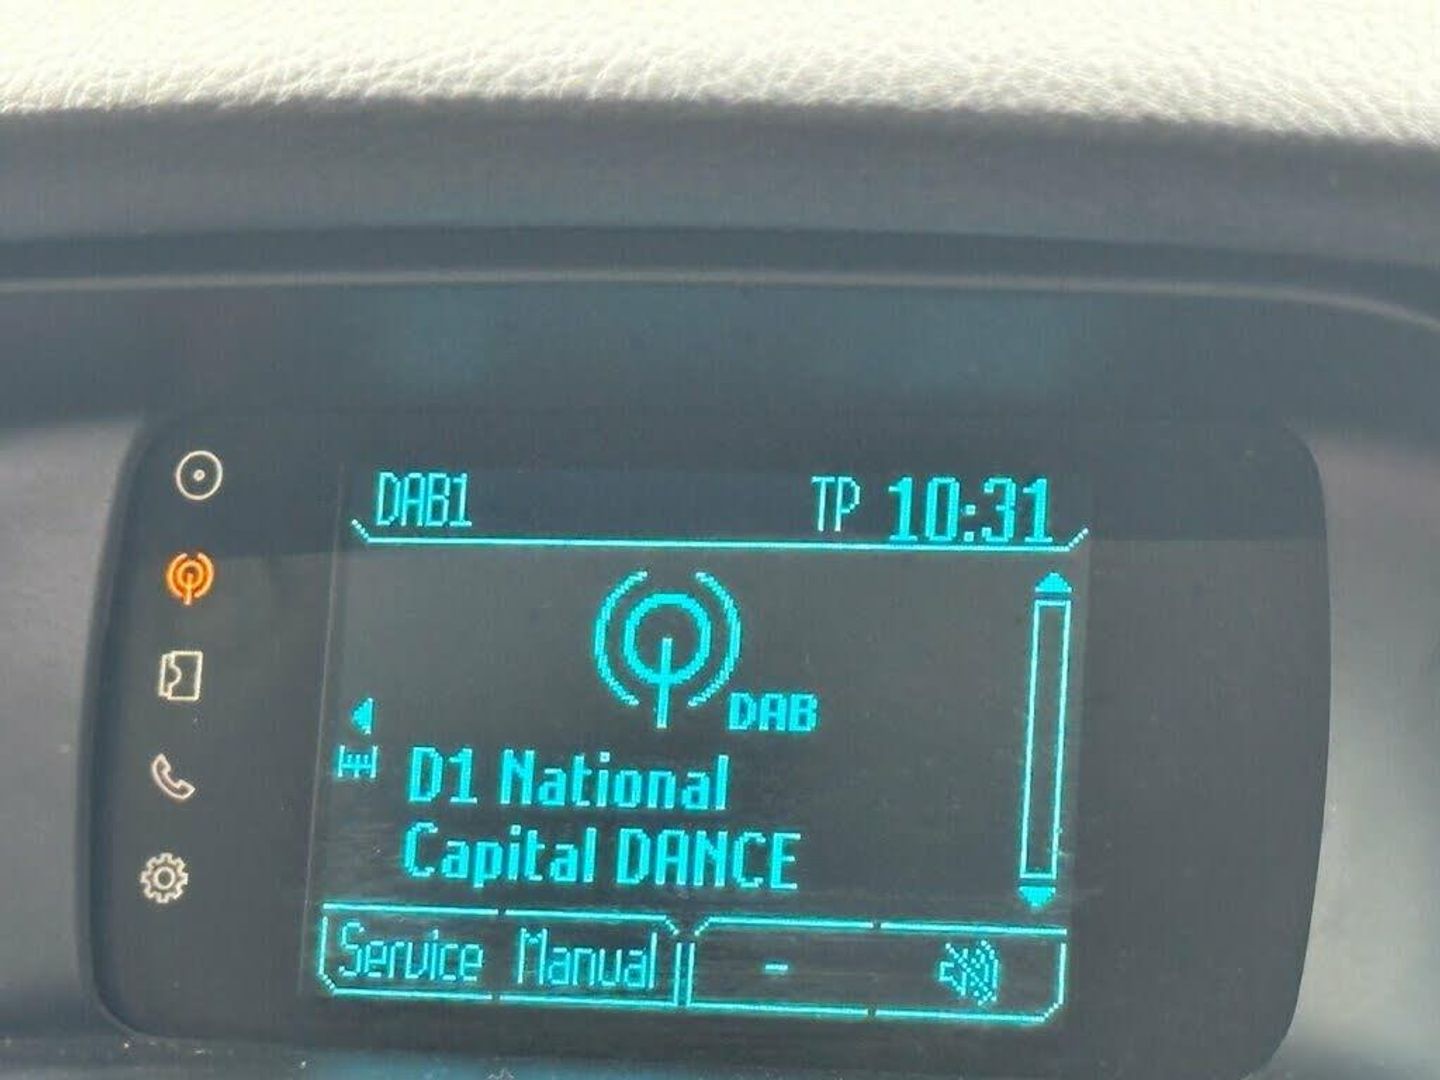 DAB1 TP 10:31
DAB
D1 National
Capital DANCE
Service Manual -